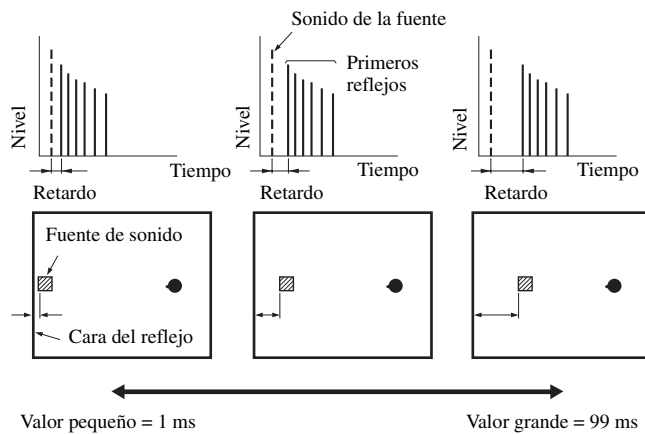 Sonido de la fuente
Primeros
reflejos
Nivel
Tiempo
Retardo
Nivel
Tiempo
Retardo
Nivel
Tiempo
Retardo
Fuente de sonido
Cara del reflejo
Valor pequeño = 1 ms
Valor grande = 99 ms